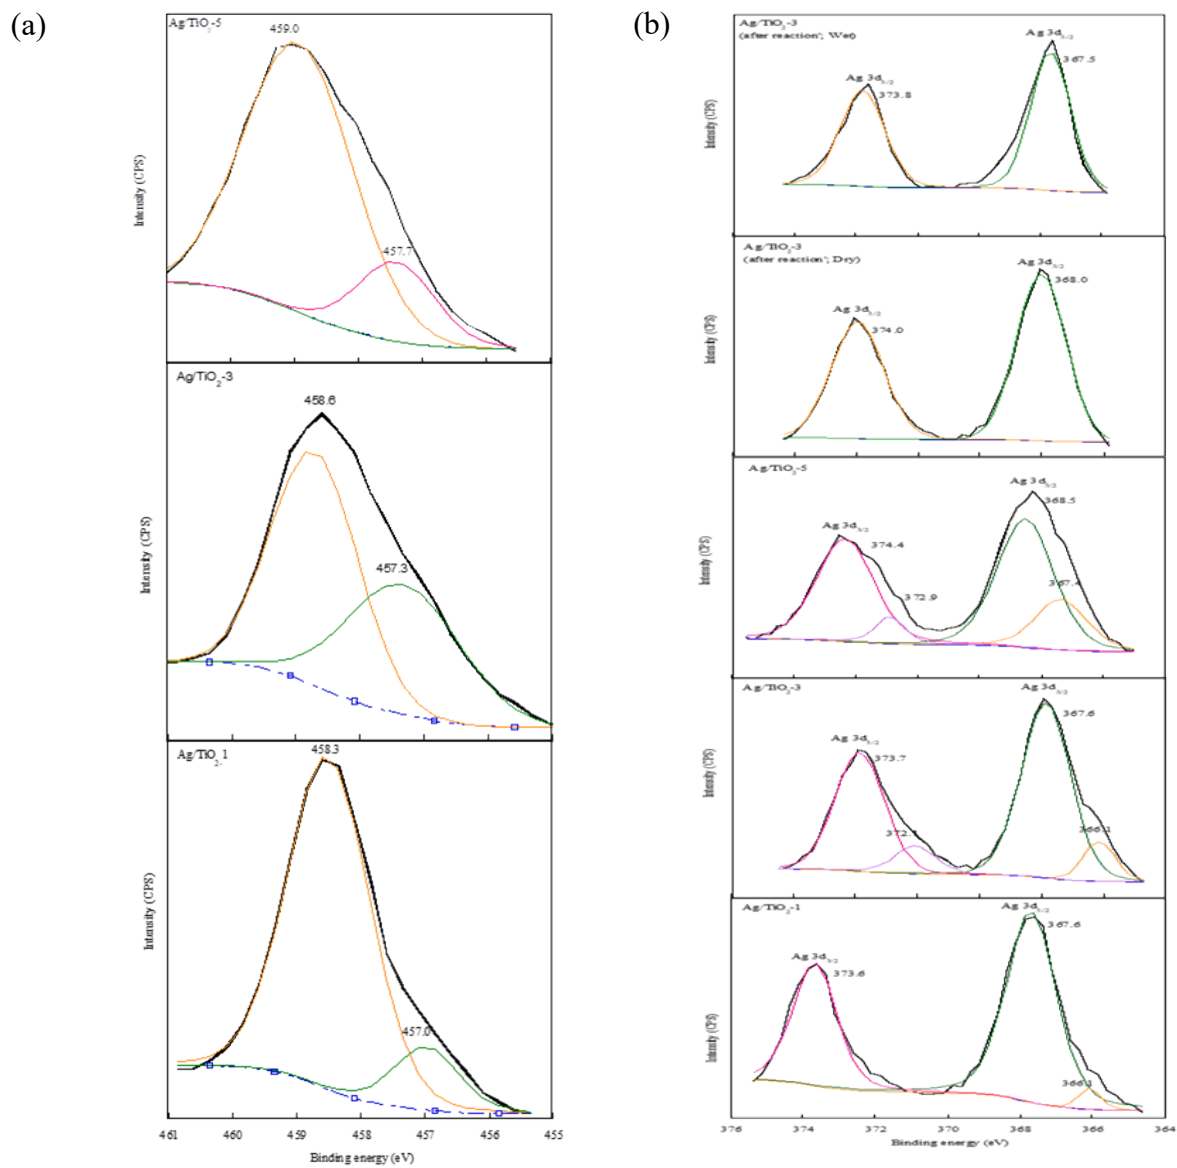 (a)
Ag/TiO2-5
459.0
457.7
Intensity (CPS)
Ag/TiO2-3
458.6
457.3
Intensity (CPS)
Ag/TiO2-1
458.3
457.0
Intensity (CPS)
461 460 459 458 457 456 455
Binding energy (eV)
(b)
Ag/TiO2-3
(after reaction'; Wet)
Ag 3d5/2
367.5
Ag 3d3/2
373.8
Intensity (CPS)
Ag/TiO2-3
(after reaction'; Dry)
Ag 3d5/2
368.0
Ag 3d3/2
374.0
Intensity (CPS)
Ag/TiO2-5
Ag 3d5/2
368.5
Ag 3d3/2
374.4
367.4
372.9
Intensity (CPS)
Ag/TiO2-3
Ag 3d5/2
367.6
Ag 3d3/2
373.7
366.1
Intensity (CPS)
Ag/TiO2-1
Ag 3d5/2
367.6
Ag 3d3/2
373.6
366.1
Intensity (CPS)
376 374 372 370 368 366 364
Binding energy (eV)